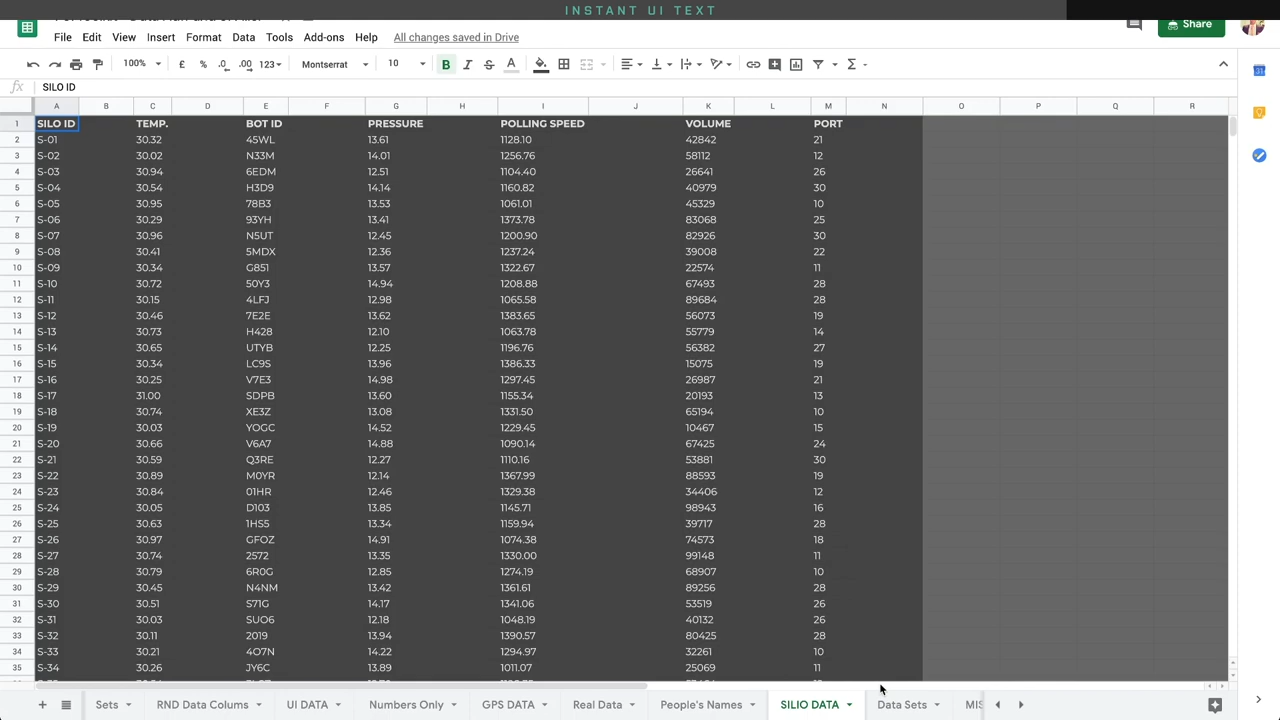 INSTANT UI TEXT
Share
File Edit View Insert Format Data Tools Add-ons Help All changes saved in Drive
100% £ % .0 .00 123 Montserrat 10 B I S A
fx SILO ID
A B C D E F G H I J K L M N O P Q R
1 SILO ID TEMP. BOT ID PRESSURE POLLING SPEED VOLUME PORT
2 S-01 30.32 45WL 13.61 1128.10 42842 21
3 S-02 30.02 N33M 14.01 1256.76 58112 12
4 S-03 30.94 6EDM 12.51 1104.40 26641 26
5 S-04 30.54 H3D9 14.14 1160.82 40979 30
6 S-05 30.95 78B3 13.53 1061.01 45329 10
7 S-06 30.29 93YH 13.41 1373.78 83068 25
8 S-07 30.96 N5UT 12.45 1200.90 82926 30
9 S-08 30.41 5MDX 12.36 1237.24 39008 22
10 S-09 30.34 G851 13.57 1322.67 22574 11
11 S-10 30.72 50Y3 14.94 1208.88 67493 28
12 S-11 30.15 4LFJ 12.98 1065.58 89684 28
13 S-12 30.46 7E2E 13.62 1383.65 56073 19
14 S-13 30.73 H428 12.10 1063.78 55779 14
15 S-14 30.65 UTYB 12.25 1196.76 56382 27
16 S-15 30.34 LC9S 13.96 1386.33 15075 19
17 S-16 30.25 V7E3 14.98 1297.45 26987 21
18 S-17 31.00 SDPB 13.60 1155.34 20193 13
19 S-18 30.74 XE3Z 13.08 1331.50 65194 10
20 S-19 30.03 YOGC 14.52 1229.45 10467 15
21 S-20 30.66 V6A7 14.88 1090.14 67425 24
22 S-21 30.59 Q3RE 12.27 1110.16 53881 30
23 S-22 30.89 M0YR 12.14 1367.99 88593 19
24 S-23 30.84 01HR 12.46 1329.38 34406 12
25 S-24 30.05 D103 13.85 1145.71 98943 16
26 S-25 30.63 1HS5 13.34 1159.94 39717 28
27 S-26 30.97 GFOZ 14.91 1074.38 74573 18
28 S-27 30.74 2572 13.35 1330.00 99148 11
29 S-28 30.79 6R0G 12.85 1274.19 68907 10
30 S-29 30.45 N4NM 13.42 1361.61 89256 28
31 S-30 30.51 S71G 14.17 1341.06 53519 26
32 S-31 30.03 SUO6 12.18 1048.19 40132 26
33 S-32 30.11 2019 13.94 1390.57 80425 28
34 S-33 30.21 4O7N 14.22 1294.97 32261 10
35 S-34 30.26 JY6C 13.89 1011.07 25069 11
Sets RND Data Colums UI DATA Numbers Only GPS DATA Real Data People's Names SILIO DATA Data Sets